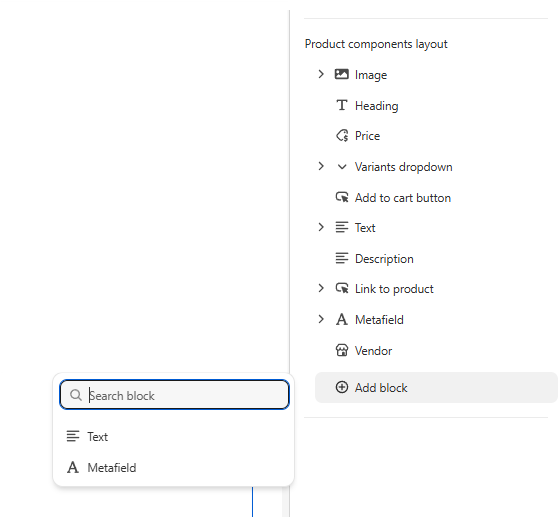 Product components layout
Image
Heading
Price
Variants dropdown
Add to cart button
Text
Description
Link to product
Metafield
Vendor
Add block
Search block
Text
Metafield